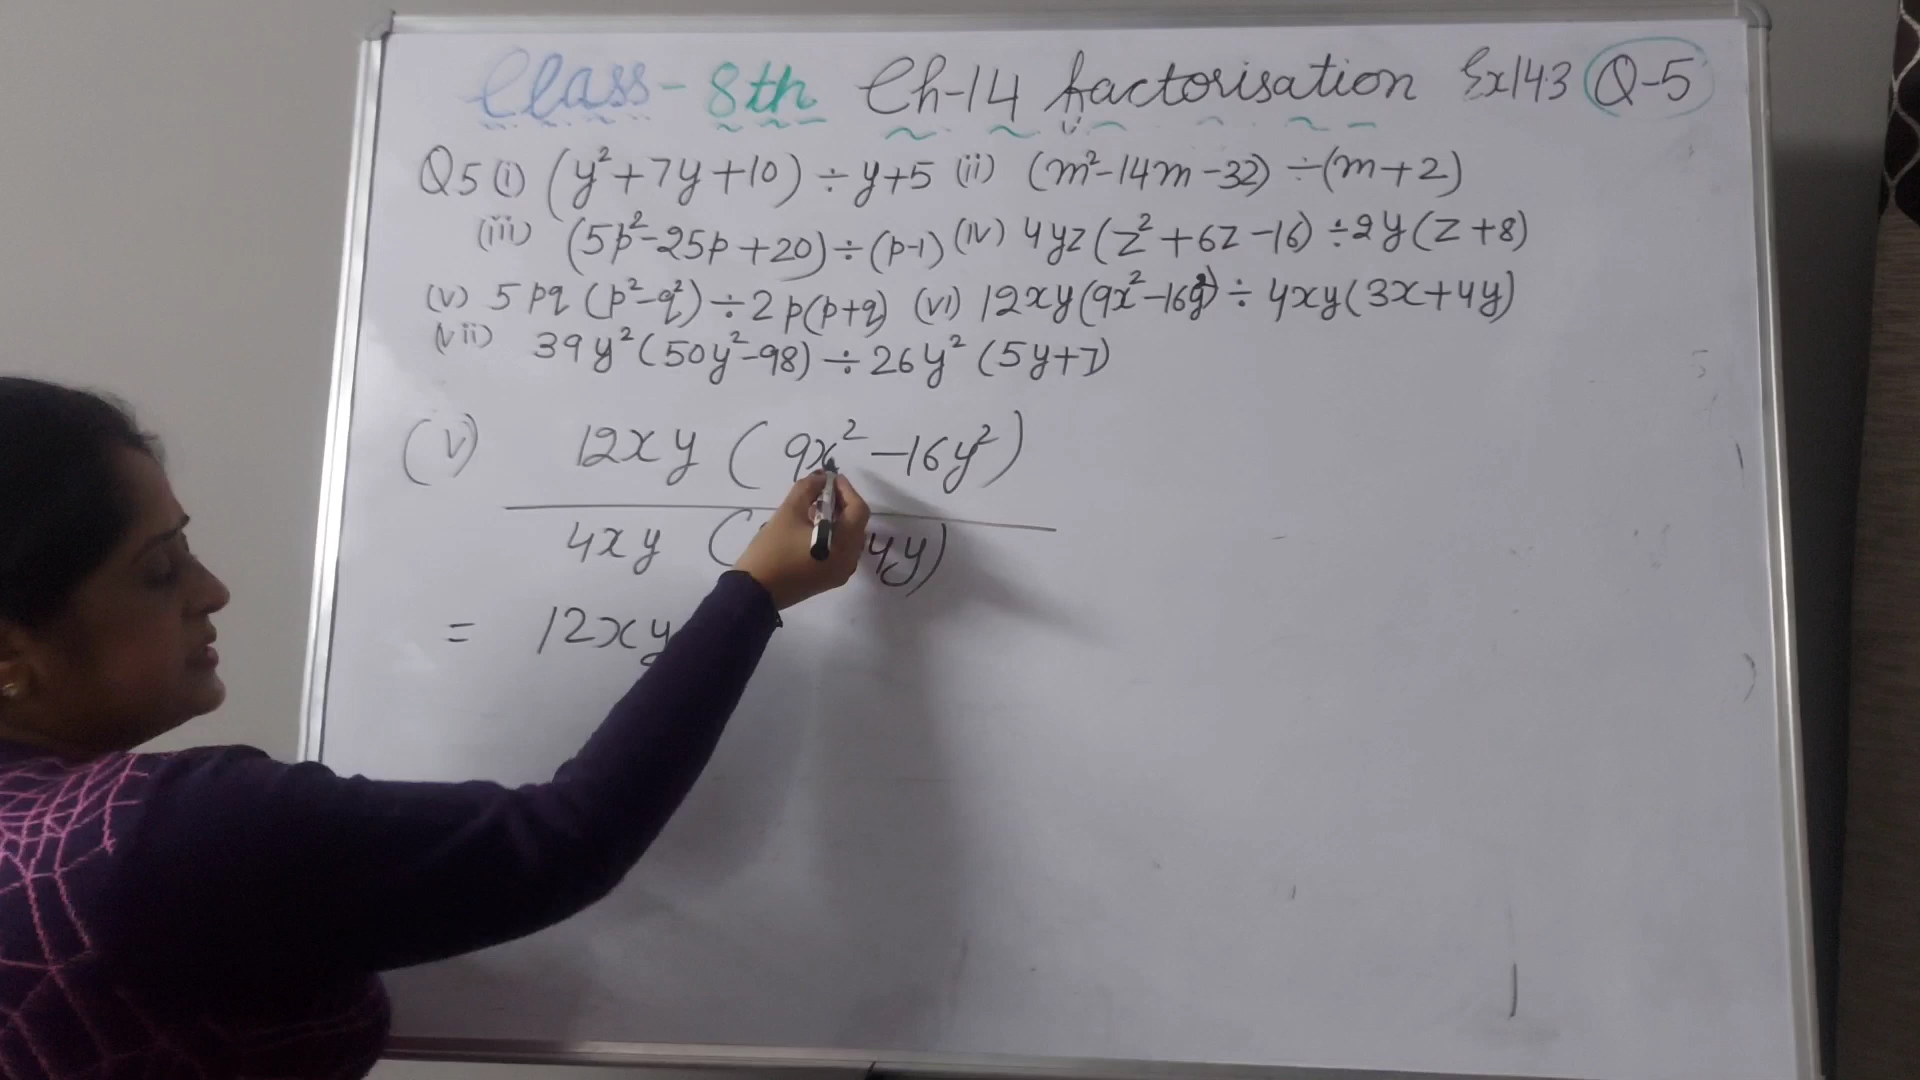 Class-8th Ch-14 factorisation Ex14.3 Q-5
Q5 (i) (y²+7y+10) ÷ y+5 (ii) (m²-14m-32) ÷ (m+2)
(iii) (5p²-25p+20) ÷ (p-1) (iv) 4yz(z²+6z-16) ÷ 2y(z+8)
(v) 5pq (p²-q²) ÷ 2p(p+q) (vi) 12xy(9x²-16y²) ÷ 4xy(3x+4y)
(vii) 39y²(50y²-98) ÷ 26y² (5y+7)
(v) 12xy (9x²-16y²)
4xy ( 4y)
= 12xy